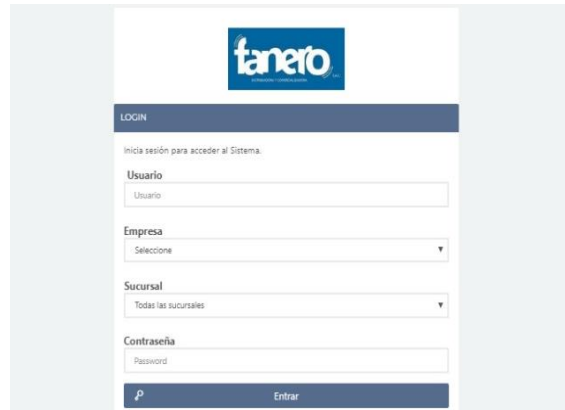 fanero
LOGIN
Inicia sesión para acceder al Sistema.
Usuario
Usuario
Empresa
Seleccione
Sucursal
Todas las sucursales
Contraseña
Password
Entrar